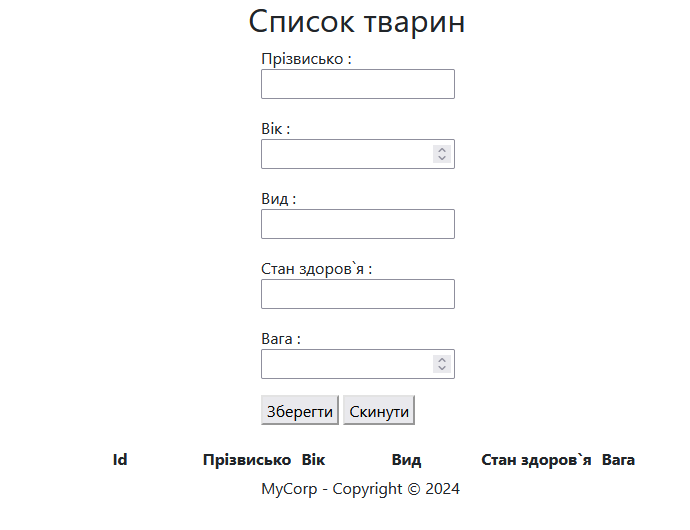 Список тварин
Прізвисько :
Вік :
Вид :
Стан здоров`я :
Вага :
Зберегти Скинути
Id Прізвисько Вік Вид Стан здоров`я Вага
MyCorp - Copyright © 2024